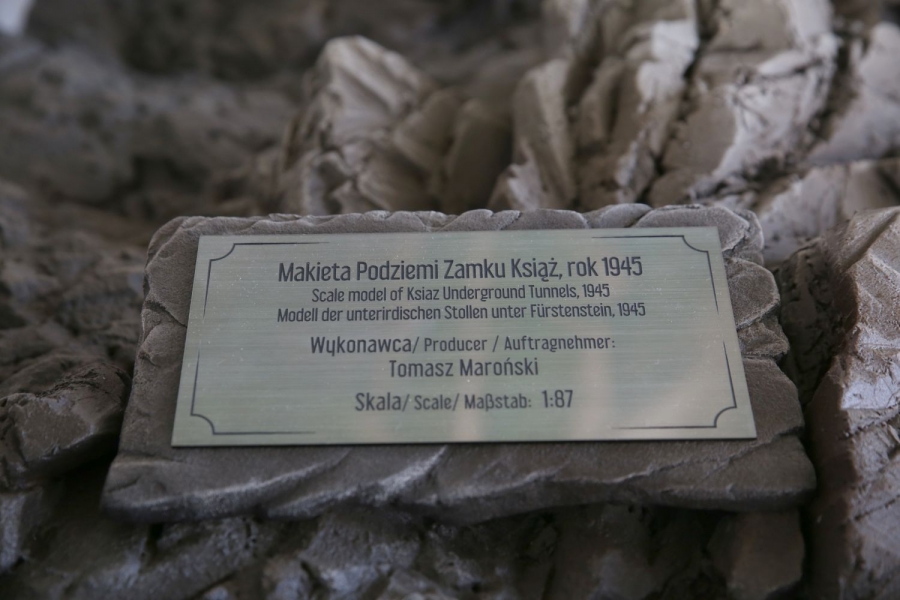 Makieta Podziemi Zamku Książ, rok 1945
Scale model of Ksiaz Underground Tunnels, 1945
Modell der unterirdischen Stollen unter Fürstenstein, 1945
Wykonawca/ Producer / Auftragnehmer:
Tomasz Maroński
Skala/ Scale/ Maβstab: 1:87